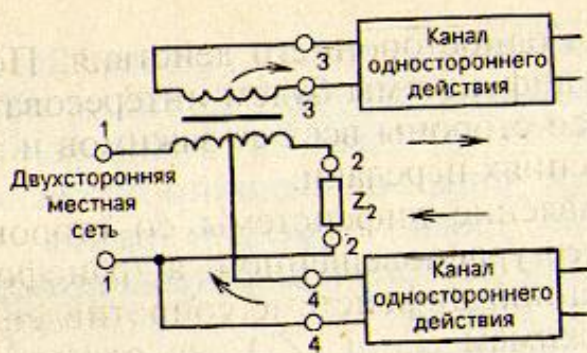 3
Канал
одностороннего
действия
3
1
2
Двухсторонняя
местная
сеть
Z₂
2
1
4
Канал
одностороннего
действия
4